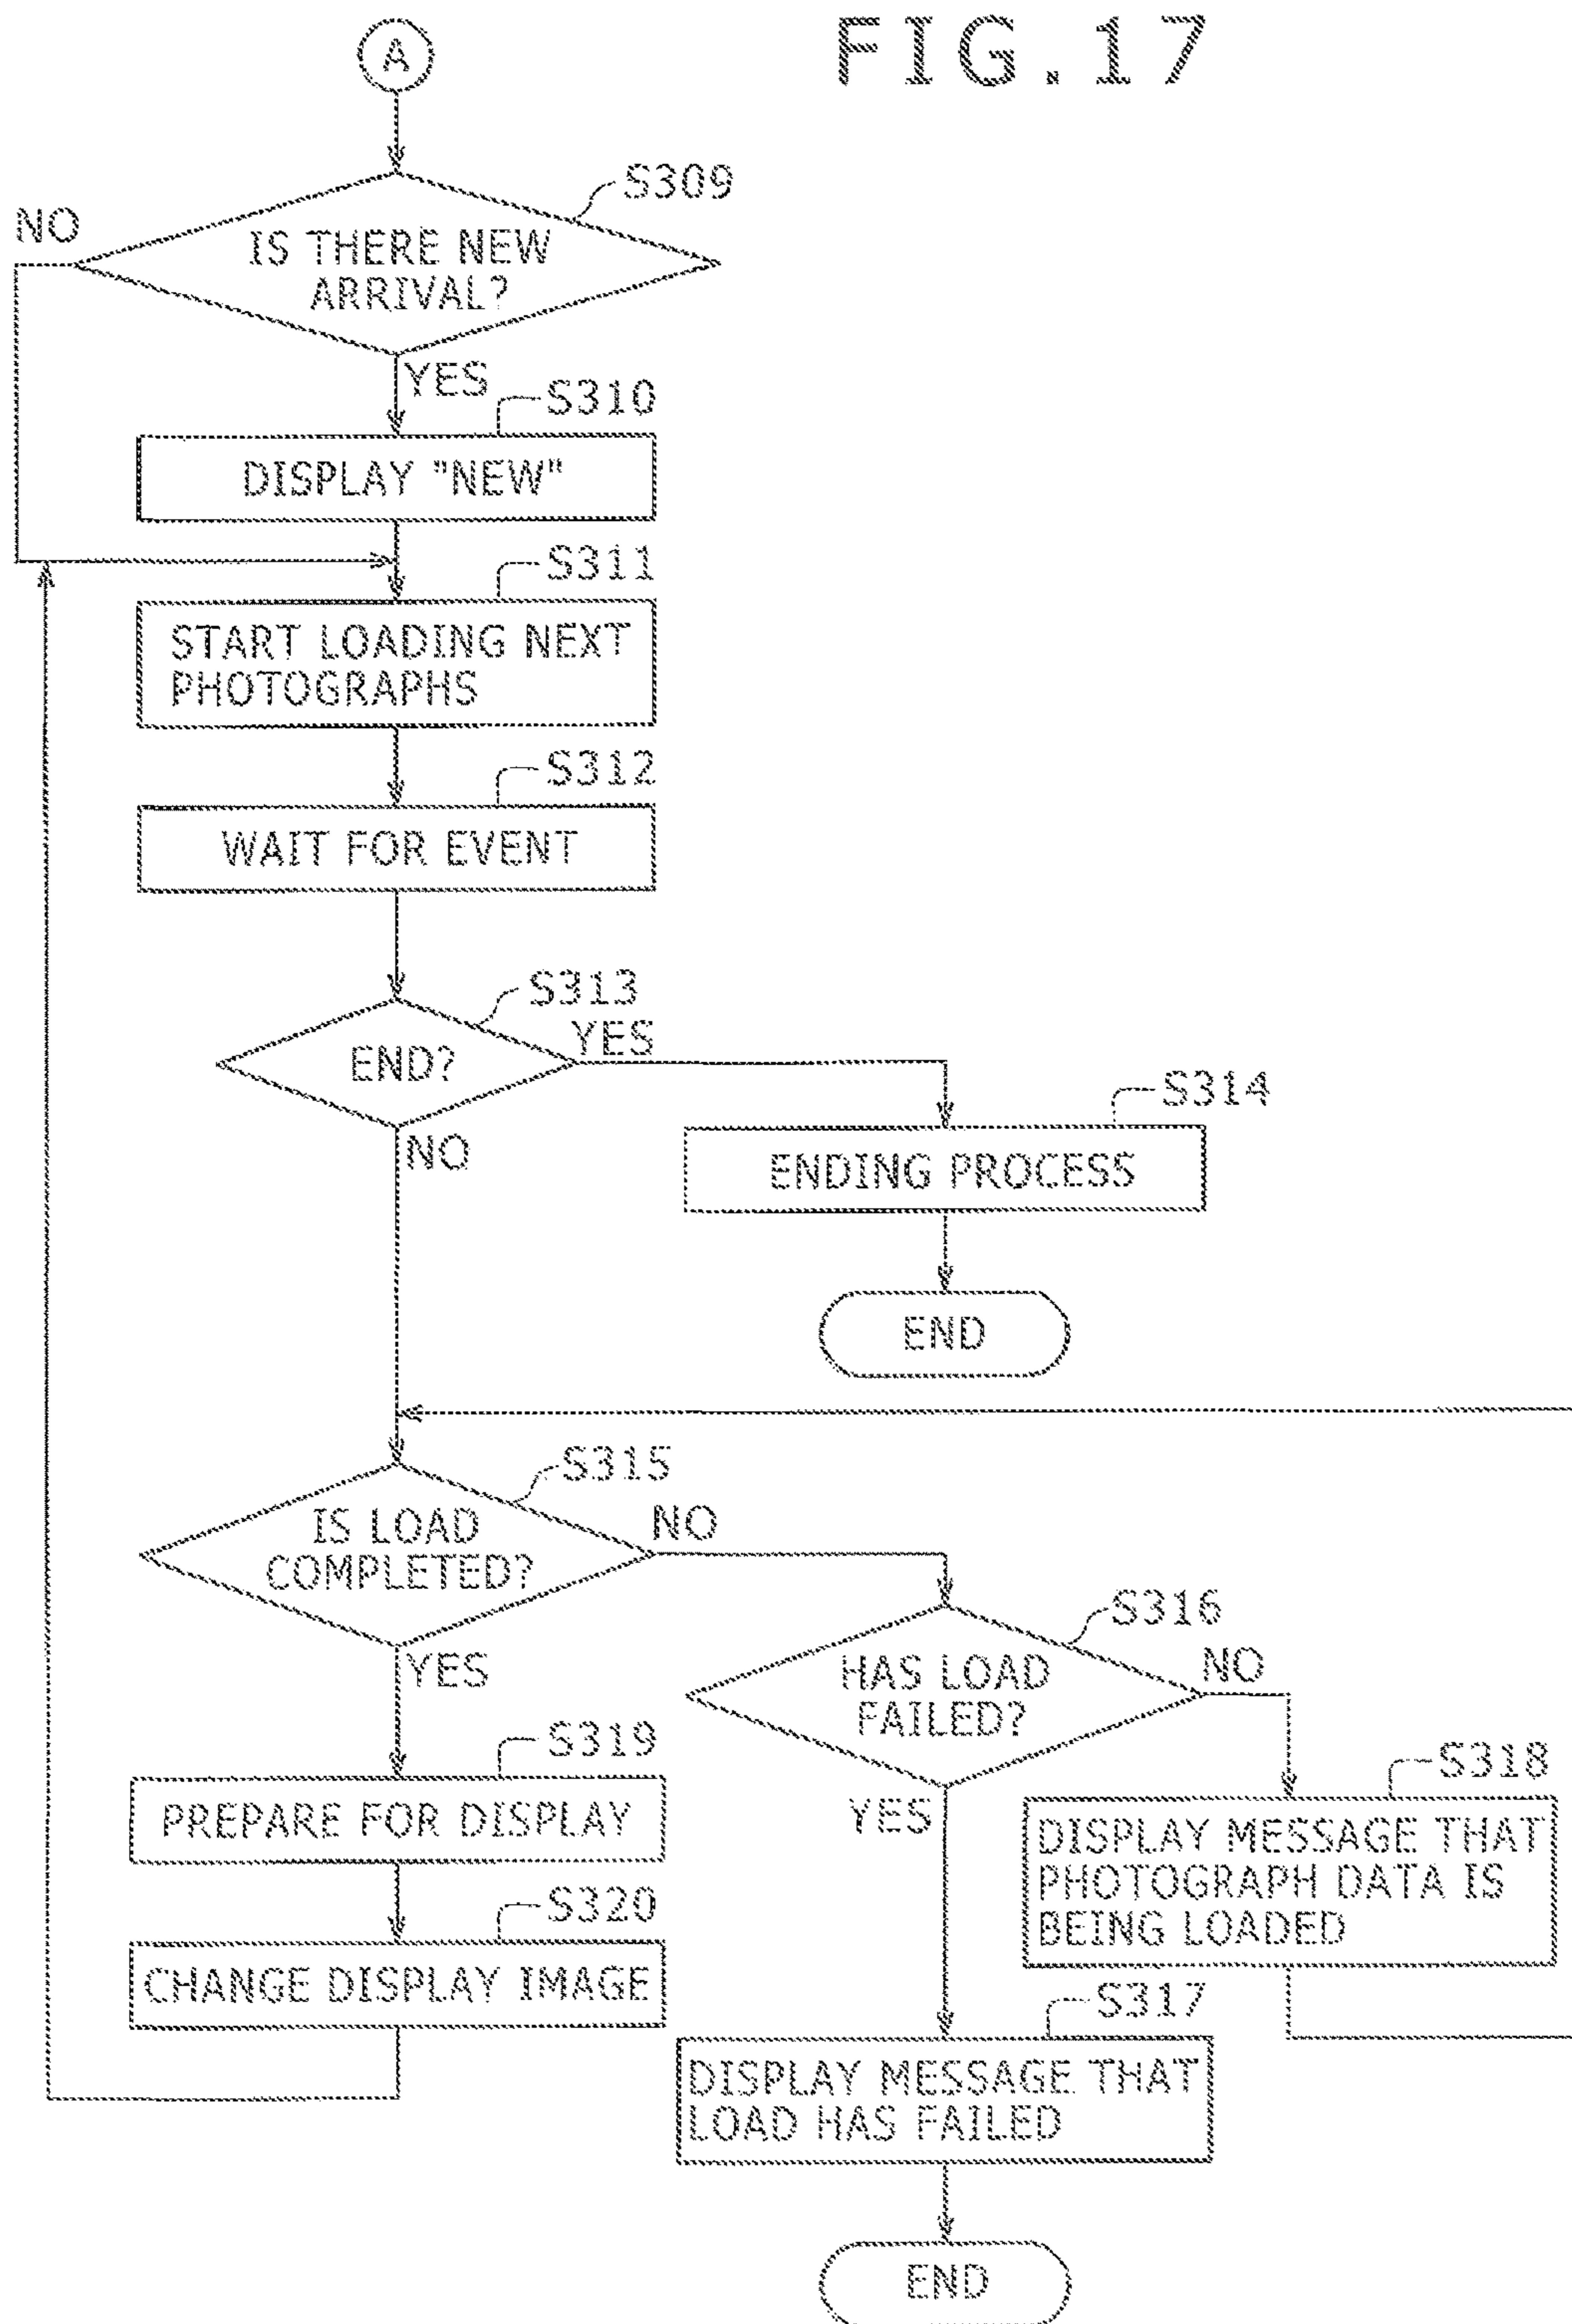 FIG.17
A
S309
NO
IS THERE NEW
ARRIVAL?
YES
S310
DISPLAY "NEW"
S311
START LOADING NEXT
PHOTOGRAPHS
S312
WAIT FOR EVENT
S313
END?
YES
NO
S314
ENDING PROCESS
END
S315
IS LOAD
COMPLETED?
NO
YES
S316
HAS LOAD
FAILED?
NO
YES
S319
PREPARE FOR DISPLAY
S318
DISPLAY MESSAGE THAT
PHOTOGRAPH DATA IS
BEING LOADED
S320
CHANGE DISPLAY IMAGE
S317
DISPLAY MESSAGE THAT
LOAD HAS FAILED
END